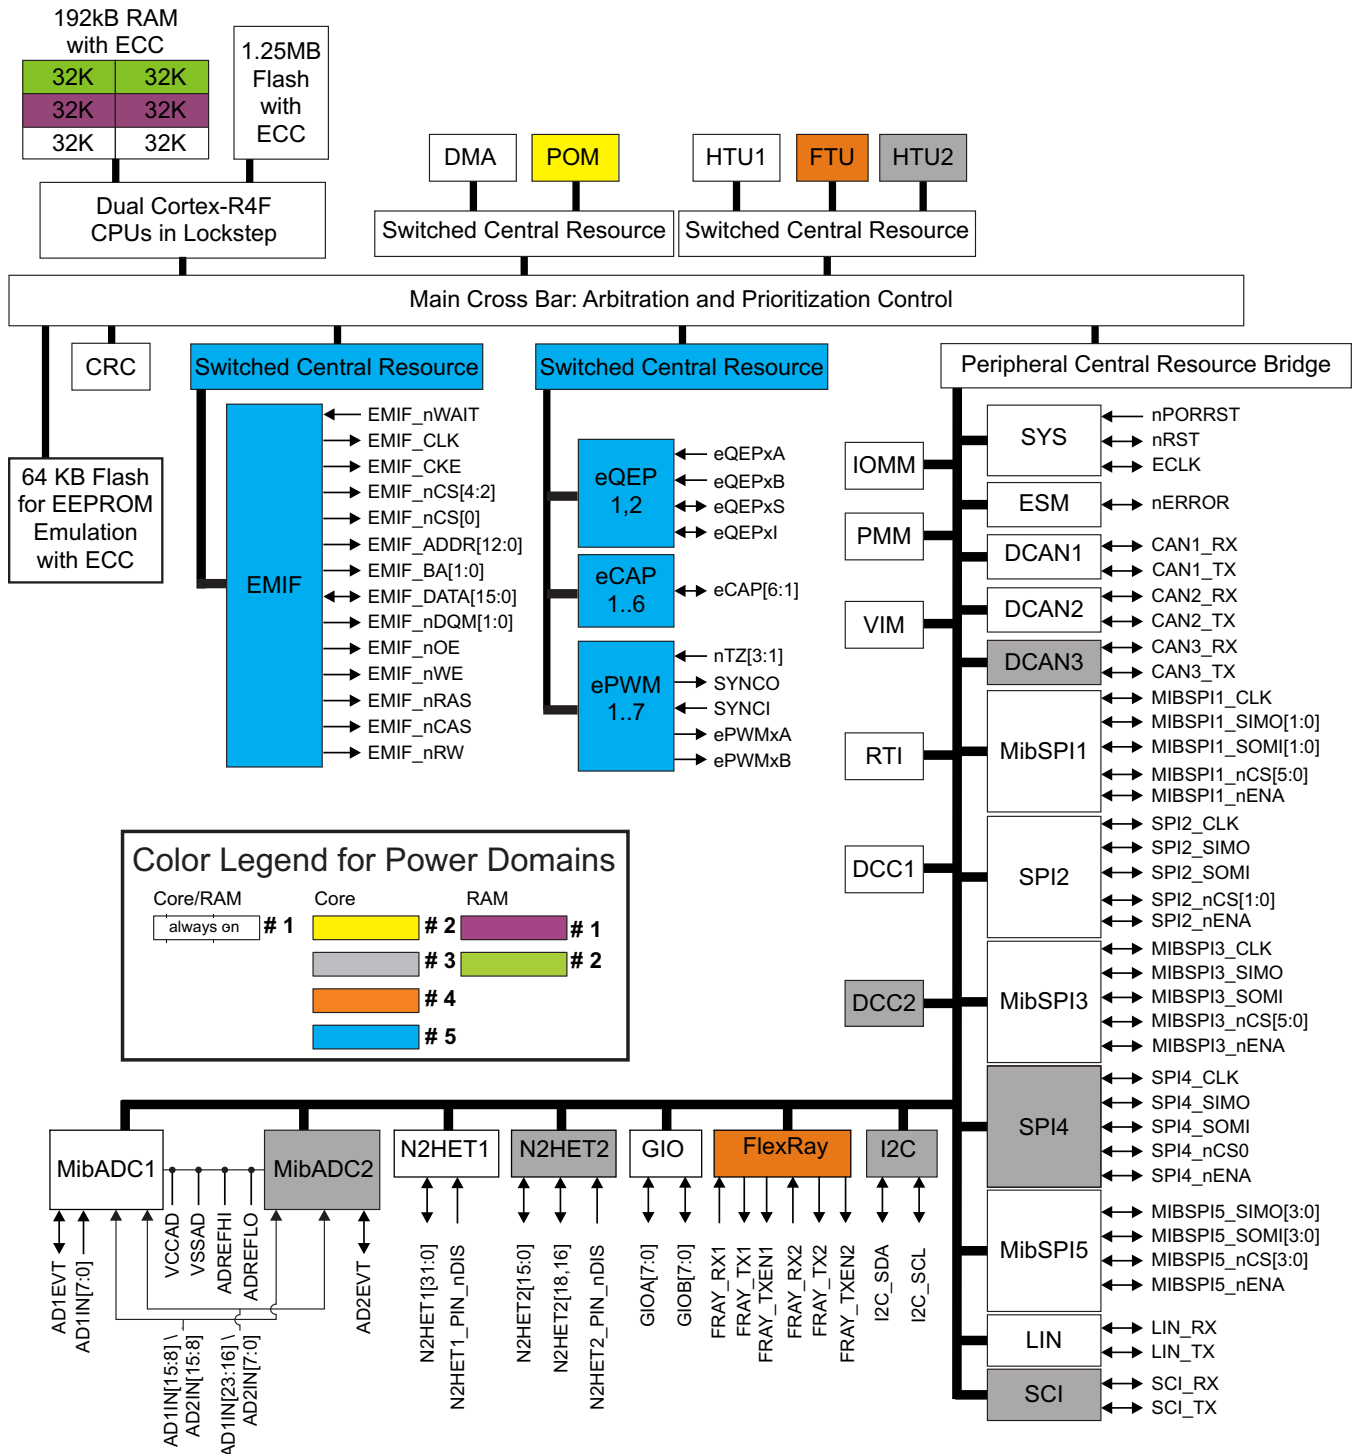 192kB RAM
with ECC
32K 32K
32K 32K
32K 32K
1.25MB
Flash
with
ECC
Dual Cortex-R4F
CPUs in Lockstep
DMA
POM
HTU1
FTU
HTU2
Switched Central Resource
Switched Central Resource
Main Cross Bar: Arbitration and Prioritization Control
CRC
Switched Central Resource
Switched Central Resource
Peripheral Central Resource Bridge
64 KB Flash
for EEPROM
Emulation
with ECC
EMIF
EMIF_nWAIT
EMIF_CLK
EMIF_CKE
EMIF_nCS[4:2]
EMIF_nCS[0]
EMIF_ADDR[12:0]
EMIF_BA[1:0]
EMIF_DATA[15:0]
EMIF_nDQM[1:0]
EMIF_nOE
EMIF_nWE
EMIF_nRAS
EMIF_nCAS
EMIF_nRW
eQEP
1,2
eQEPxA
eQEPxB
eQEPxS
eQEPxI
eCAP
1..6
eCAP[6:1]
ePWM
1..7
nTZ[3:1]
SYNCO
SYNCI
ePWMxA
ePWMxB
IOMM
PMM
VIM
RTI
DCC1
DCC2
SYS
nPORRST
nRST
ECLK
ESM
nERROR
DCAN1
CAN1_RX
CAN1_TX
DCAN2
CAN2_RX
CAN2_TX
DCAN3
CAN3_RX
CAN3_TX
MibSPI1
MIBSPI1_CLK
MIBSPI1_SIMO[1:0]
MIBSPI1_SOMI[1:0]
MIBSPI1_nCS[5:0]
MIBSPI1_nENA
SPI2
SPI2_CLK
SPI2_SIMO
SPI2_SOMI
SPI2_nCS[1:0]
SPI2_nENA
MibSPI3
MIBSPI3_CLK
MIBSPI3_SIMO
MIBSPI3_SOMI
MIBSPI3_nCS[5:0]
MIBSPI3_nENA
SPI4
SPI4_CLK
SPI4_SIMO
SPI4_SOMI
SPI4_nCS0
SPI4_nENA
MibSPI5
MIBSPI5_SIMO[3:0]
MIBSPI5_SOMI[3:0]
MIBSPI5_nCS[3:0]
MIBSPI5_nENA
LIN
LIN_RX
LIN_TX
SCI
SCI_RX
SCI_TX
Color Legend for Power Domains
Core/RAM Core RAM
always on # 1
# 2
# 3
# 4
# 5
# 1
# 2
MibADC1
MibADC2
N2HET1
N2HET2
GIO
FlexRay
I2C
AD1EVT
AD1IN[7:0]
VCCAD
VSSAD
ADREFHI
ADREFLO
AD2EVT
AD1IN[15:8] \
AD2IN[15:8]
AD1IN[23:16] \
AD2IN[7:0]
N2HET1[31:0]
N2HET1_PIN_nDIS
N2HET2[15:0]
N2HET2[18,16]
N2HET2_PIN_nDIS
GIOA[7:0]
GIOB[7:0]
FRAY_RX1
FRAY_TX1
FRAY_TXEN1
FRAY_RX2
FRAY_TX2
FRAY_TXEN2
I2C_SDA
I2C_SCL